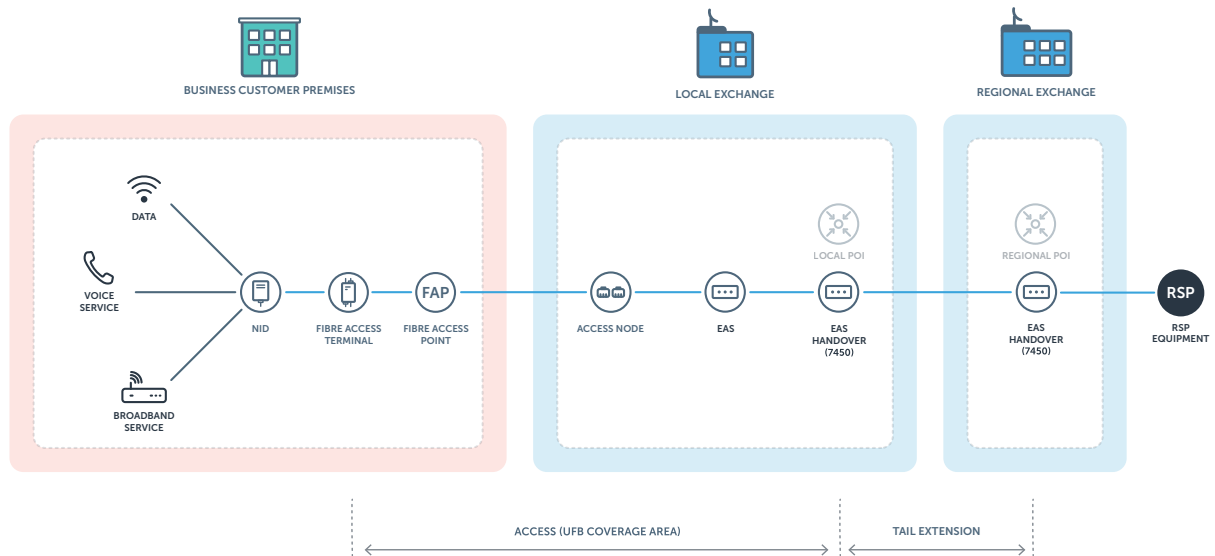 BUSINESS CUSTOMER PREMISES
LOCAL EXCHANGE
REGIONAL EXCHANGE
DATA
VOICE
SERVICE
BROADBAND
SERVICE
NID
FIBRE ACCESS
TERMINAL
FAP
FIBRE ACCESS
POINT
ACCESS NODE
EAS
LOCAL POI
EAS
HANDOVER
(7450)
REGIONAL POI
EAS
HANDOVER
(7450)
RSP
RSP
EQUIPMENT
ACCESS (UFB COVERAGE AREA)
TAIL EXTENSION